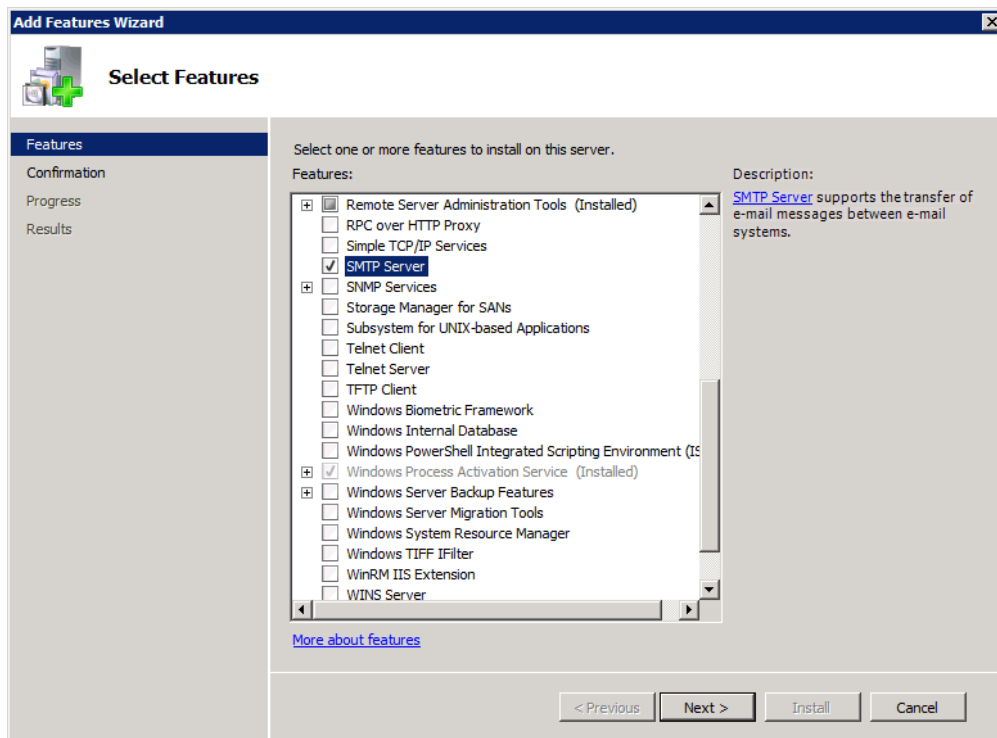 Add Features Wizard
Select Features
Features
Confirmation
Progress
Results
Select one or more features to install on this server.
Features:
Remote Server Administration Tools (Installed)
RPC over HTTP Proxy
Simple TCP/IP Services
SMTP Server
SNMP Services
Storage Manager for SANs
Subsystem for UNIX-based Applications
Telnet Client
Telnet Server
TFTP Client
Windows Biometric Framework
Windows Internal Database
Windows PowerShell Integrated Scripting Environment (IS
Windows Process Activation Service (Installed)
Windows Server Backup Features
Windows Server Migration Tools
Windows System Resource Manager
Windows TIFF IFilter
WinRM IIS Extension
WINS Server
More about features
Description:
SMTP Server supports the transfer of
e-mail messages between e-mail
systems.
< Previous
Next >
Install
Cancel